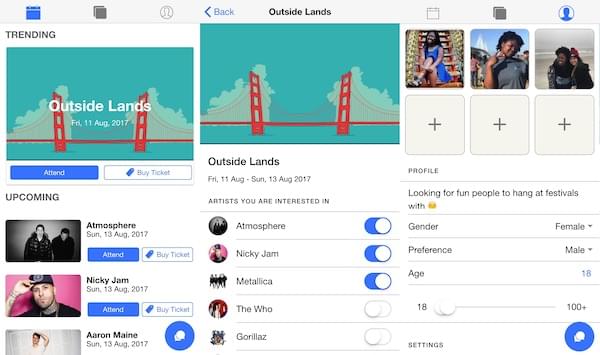 TRENDING
Outside Lands
Fri, 11 Aug, 2017
Attend
Buy Ticket
UPCOMING
Atmosphere
Sun, 13 Aug, 2017
Attend
Buy Ticket
Nicky Jam
Sun, 13 Aug, 2017
Attend
Buy Ticket
Aaron Maine
Sun, 13 Aug, 2017
Back
Outside Lands
Outside Lands
Fri, 11 Aug - Sun, 13 Aug, 2017
ARTISTS YOU ARE INTERESTED IN
Atmosphere
Nicky Jam
Metallica
The Who
Gorillaz
PROFILE
Looking for fun people to hang at festivals
with 😊
Gender Female
Preference Male
Age 18
18 100+
SETTINGS